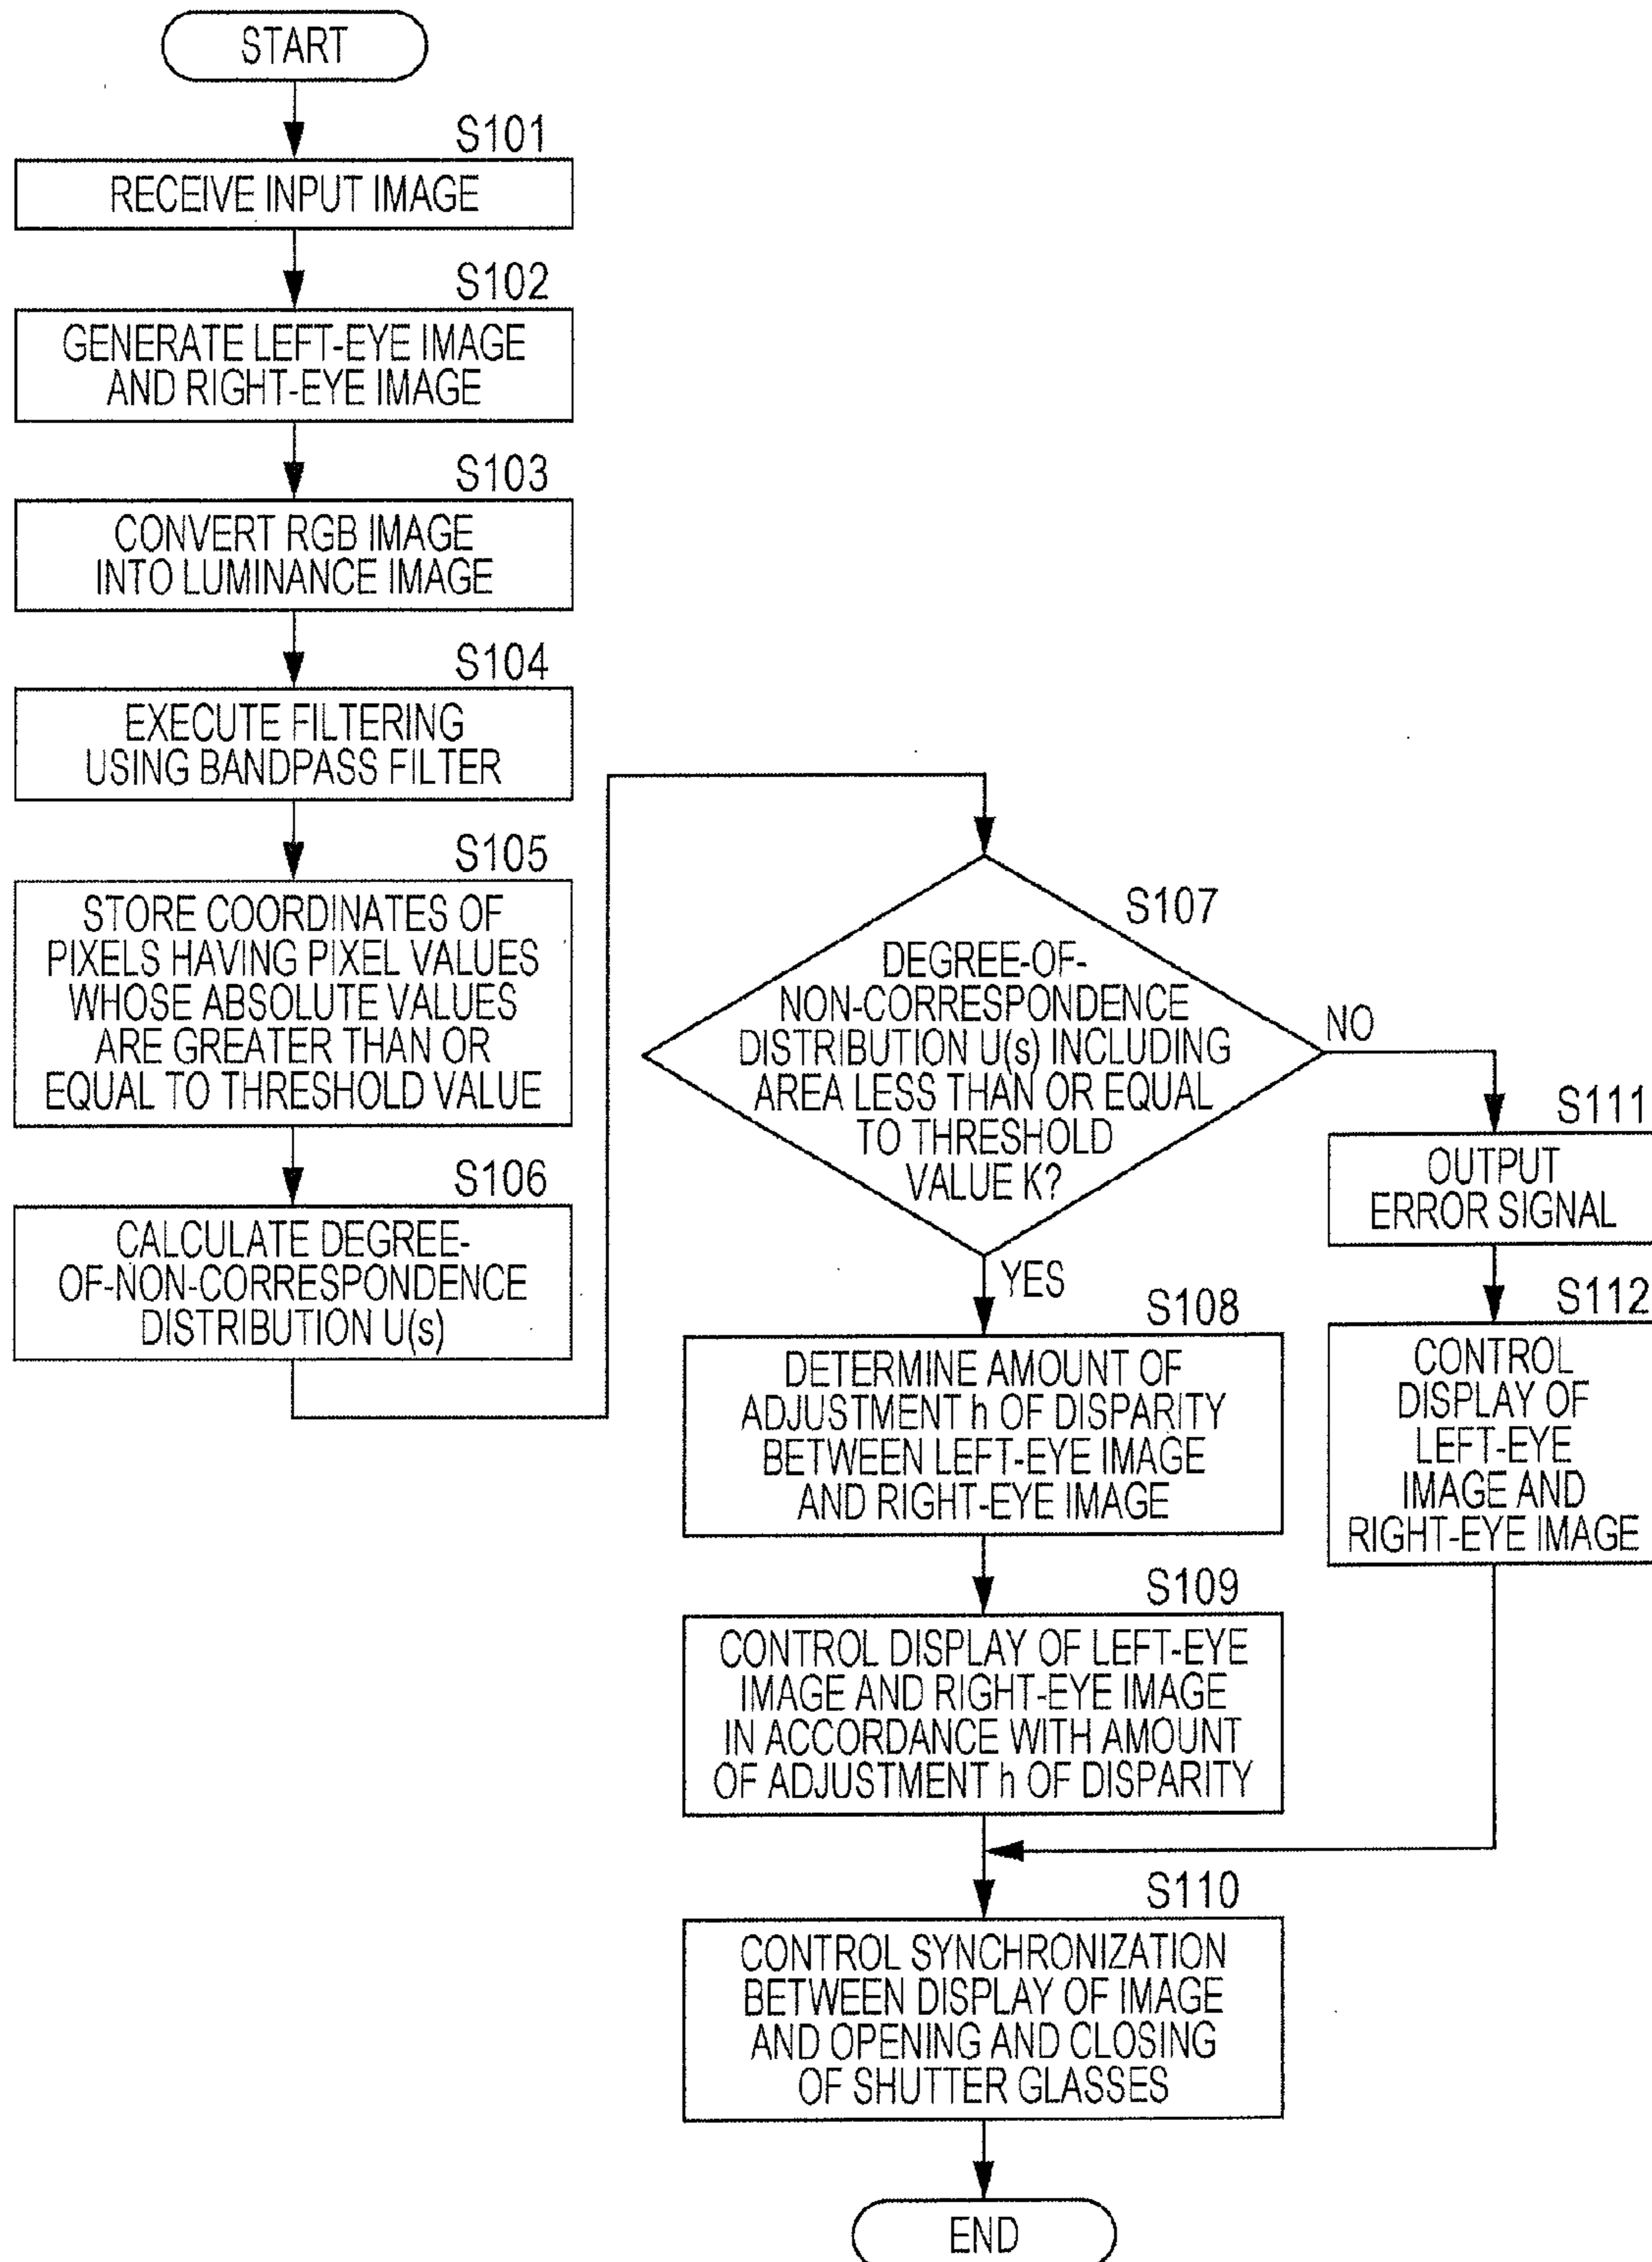 START
S101
RECEIVE INPUT IMAGE
S102
GENERATE LEFT-EYE IMAGE
AND RIGHT-EYE IMAGE
S103
CONVERT RGB IMAGE
INTO LUMINANCE IMAGE
S104
EXECUTE FILTERING
USING BANDPASS FILTER
S105
STORE COORDINATES OF
PIXELS HAVING PIXEL VALUES
WHOSE ABSOLUTE VALUES
ARE GREATER THAN OR
EQUAL TO THRESHOLD VALUE
S106
CALCULATE DEGREE-
OF-NON-CORRESPONDENCE
DISTRIBUTION U(s)
S107
DEGREE-OF-
NON-CORRESPONDENCE
DISTRIBUTION U(s) INCLUDING
AREA LESS THAN OR EQUAL
TO THRESHOLD
VALUE K?
NO
YES
S108
DETERMINE AMOUNT OF
ADJUSTMENT h OF DISPARITY
BETWEEN LEFT-EYE IMAGE
AND RIGHT-EYE IMAGE
S109
CONTROL DISPLAY OF LEFT-EYE
IMAGE AND RIGHT-EYE IMAGE
IN ACCORDANCE WITH AMOUNT
OF ADJUSTMENT h OF DISPARITY
S111
OUTPUT
ERROR SIGNAL
S112
CONTROL
DISPLAY OF
LEFT-EYE
IMAGE AND
RIGHT-EYE IMAGE
S110
CONTROL SYNCHRONIZATION
BETWEEN DISPLAY OF IMAGE
AND OPENING AND CLOSING
OF SHUTTER GLASSES
END